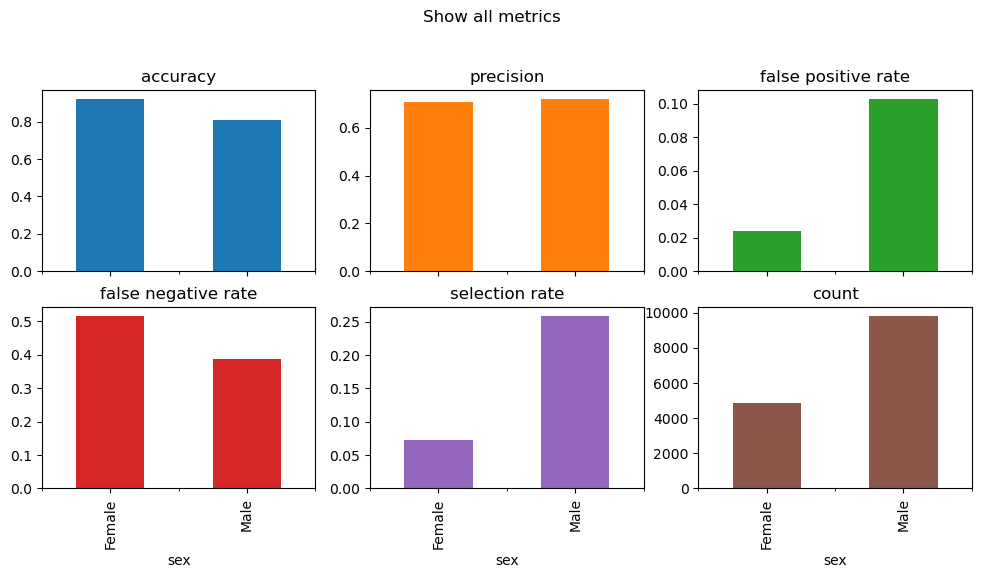 Show all metrics
accuracy
0.8
0.6
0.4
0.2
0.0
precision
0.6
0.4
0.2
0.0
false positive rate
0.10
0.08
0.06
0.04
0.02
0.00
false negative rate
0.5
0.4
0.3
0.2
0.1
0.0
Female
Male
sex
selection rate
0.25
0.20
0.15
0.10
0.05
0.00
Female
Male
sex
count
10000
8000
6000
4000
2000
0
Female
Male
sex